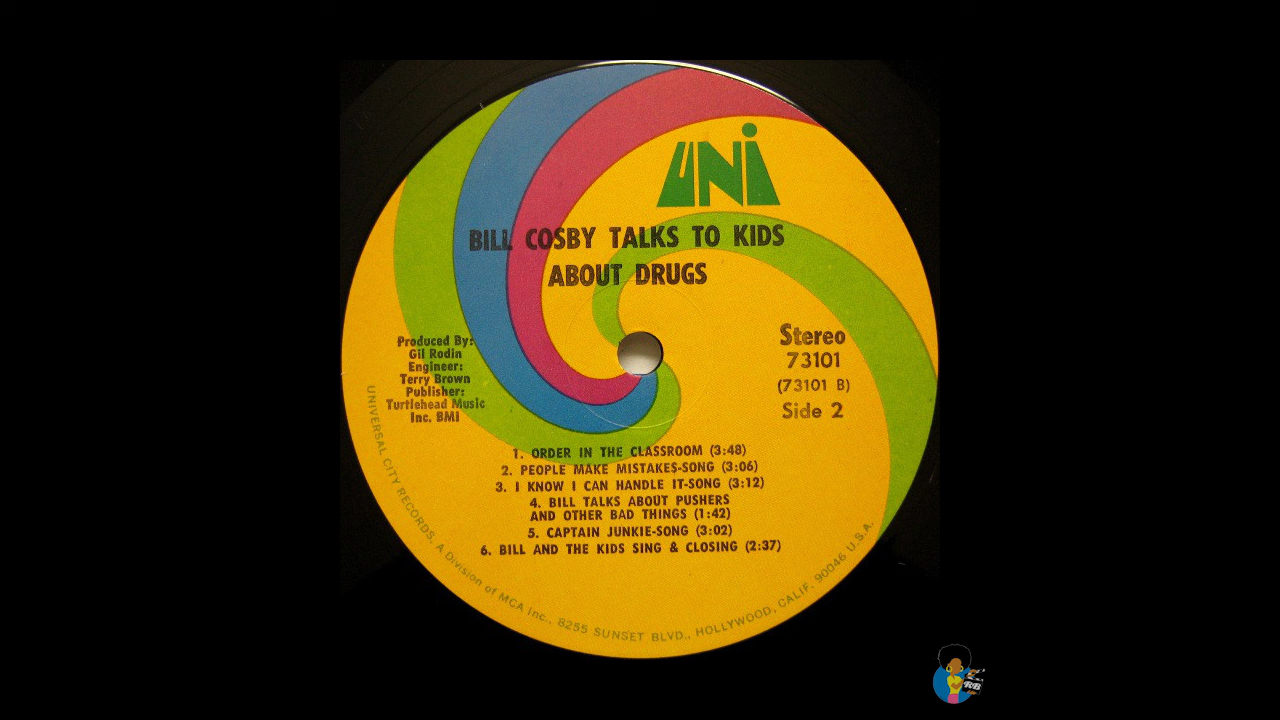 UNI
BILL COSBY TALKS TO KIDS
ABOUT DRUGS
Produced By:
Gil Rodin
Engineer:
Terry Brown
Publisher:
Turtlehead Music
Inc. BMI
Stereo
73101
(73101 B)
Side 2
1. ORDER IN THE CLASSROOM (3:48)
2. PEOPLE MAKE MISTAKES-SONG (3:06)
3. I KNOW I CAN HANDLE IT-SONG (3:12)
4. BILL TALKS ABOUT PUSHERS
AND OTHER BAD THINGS (1:42)
5. CAPTAIN JUNKIE-SONG (3:02)
6. BILL AND THE KIDS SING & CLOSING (2:37)
UNIVERSAL CITY RECORDS, A Division of MCA Inc., 8255 SUNSET BLVD., HOLLYWOOD, CALIF. 90046 U.S.A.
RB